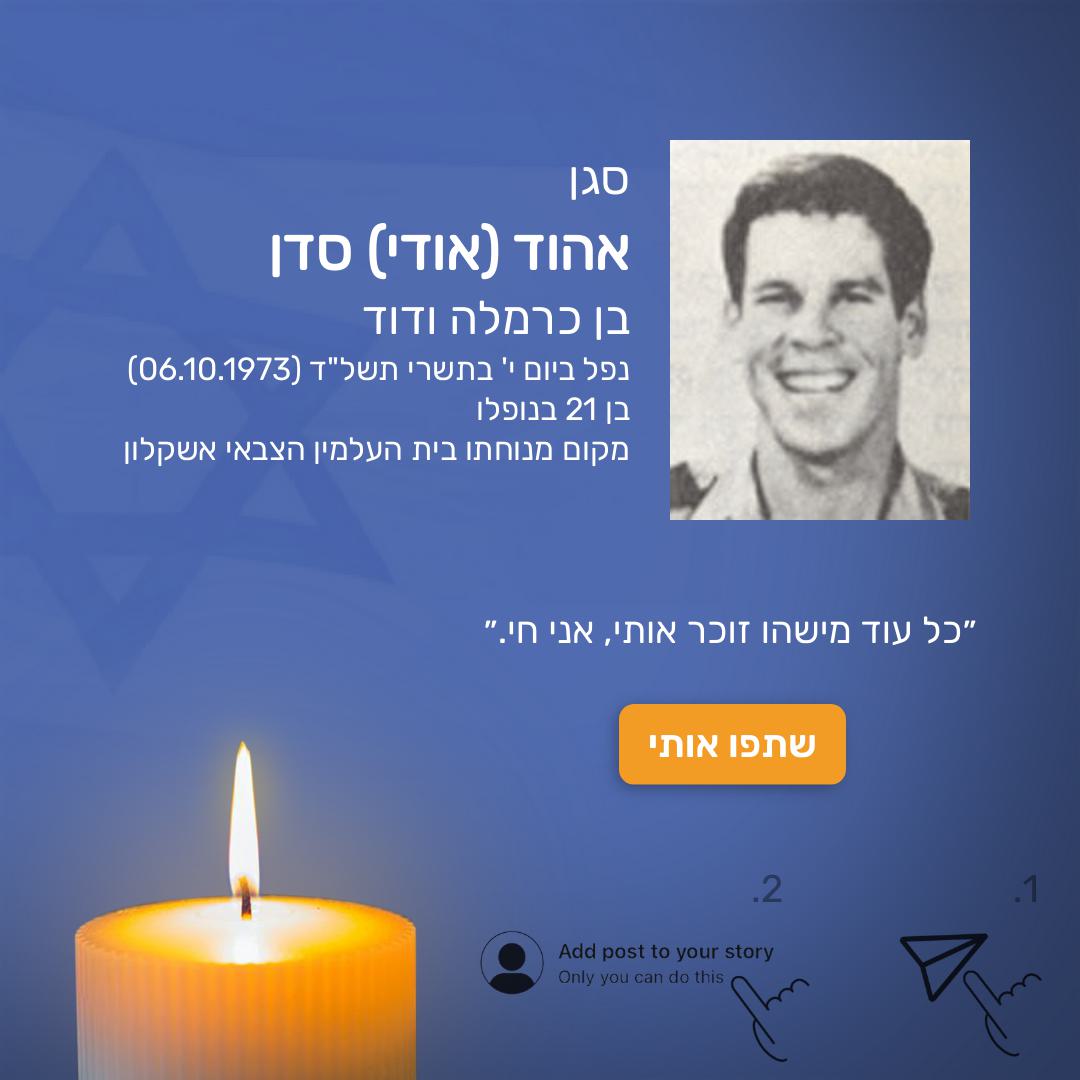 סגן
אהוד (אודי) סדן
בן כרמלה ודוד
נפל ביום י' בתשרי תשל"ד (06.10.1973)
בן 21 בנופלו
מקום מנוחתו בית העלמין הצבאי אשקלון
״כל עוד מישהו זוכר אותי, אני חי.״
שתפו אותי
.1
.2
Add post to your story
Only you can do this